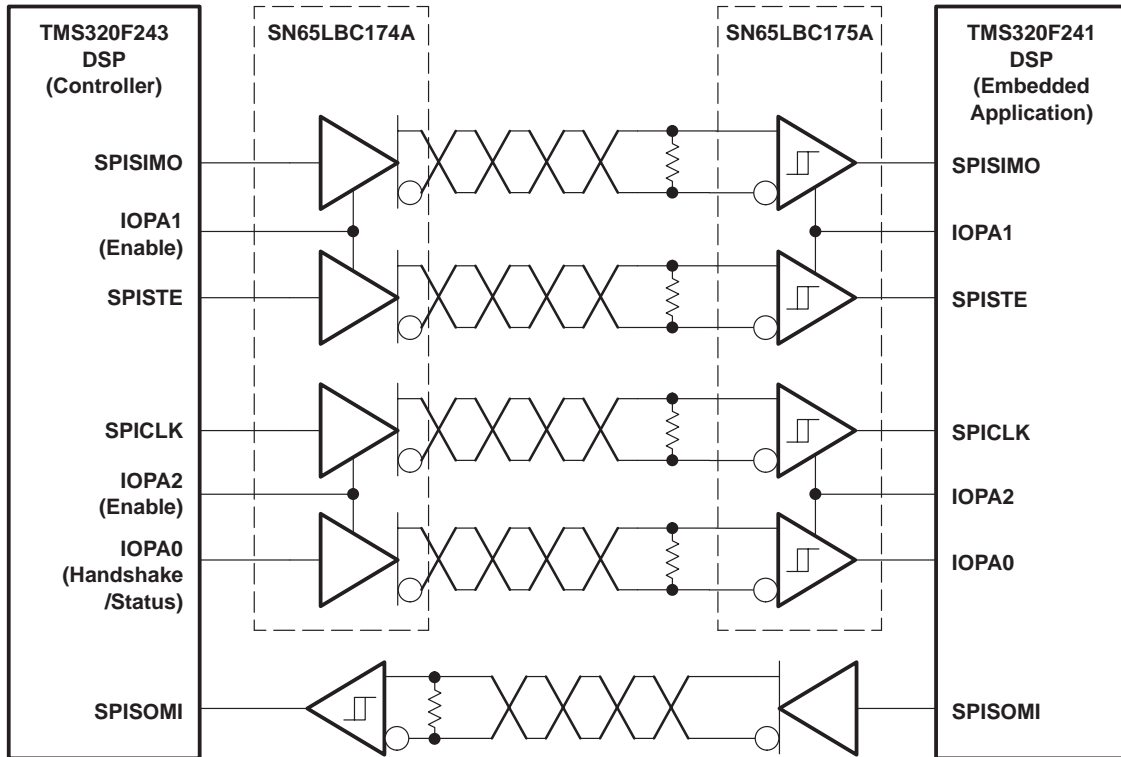 TMS320F243
DSP
(Controller)
SPISIMO
IOPA1
(Enable)
SPISTE
SPICLK
IOPA2
(Enable)
IOPA0
(Handshake
/Status)
SPISOMI
SN65LBC174A
SN65LBC175A
TMS320F241
DSP
(Embedded
Application)
SPISIMO
IOPA1
SPISTE
SPICLK
IOPA2
IOPA0
SPISOMI